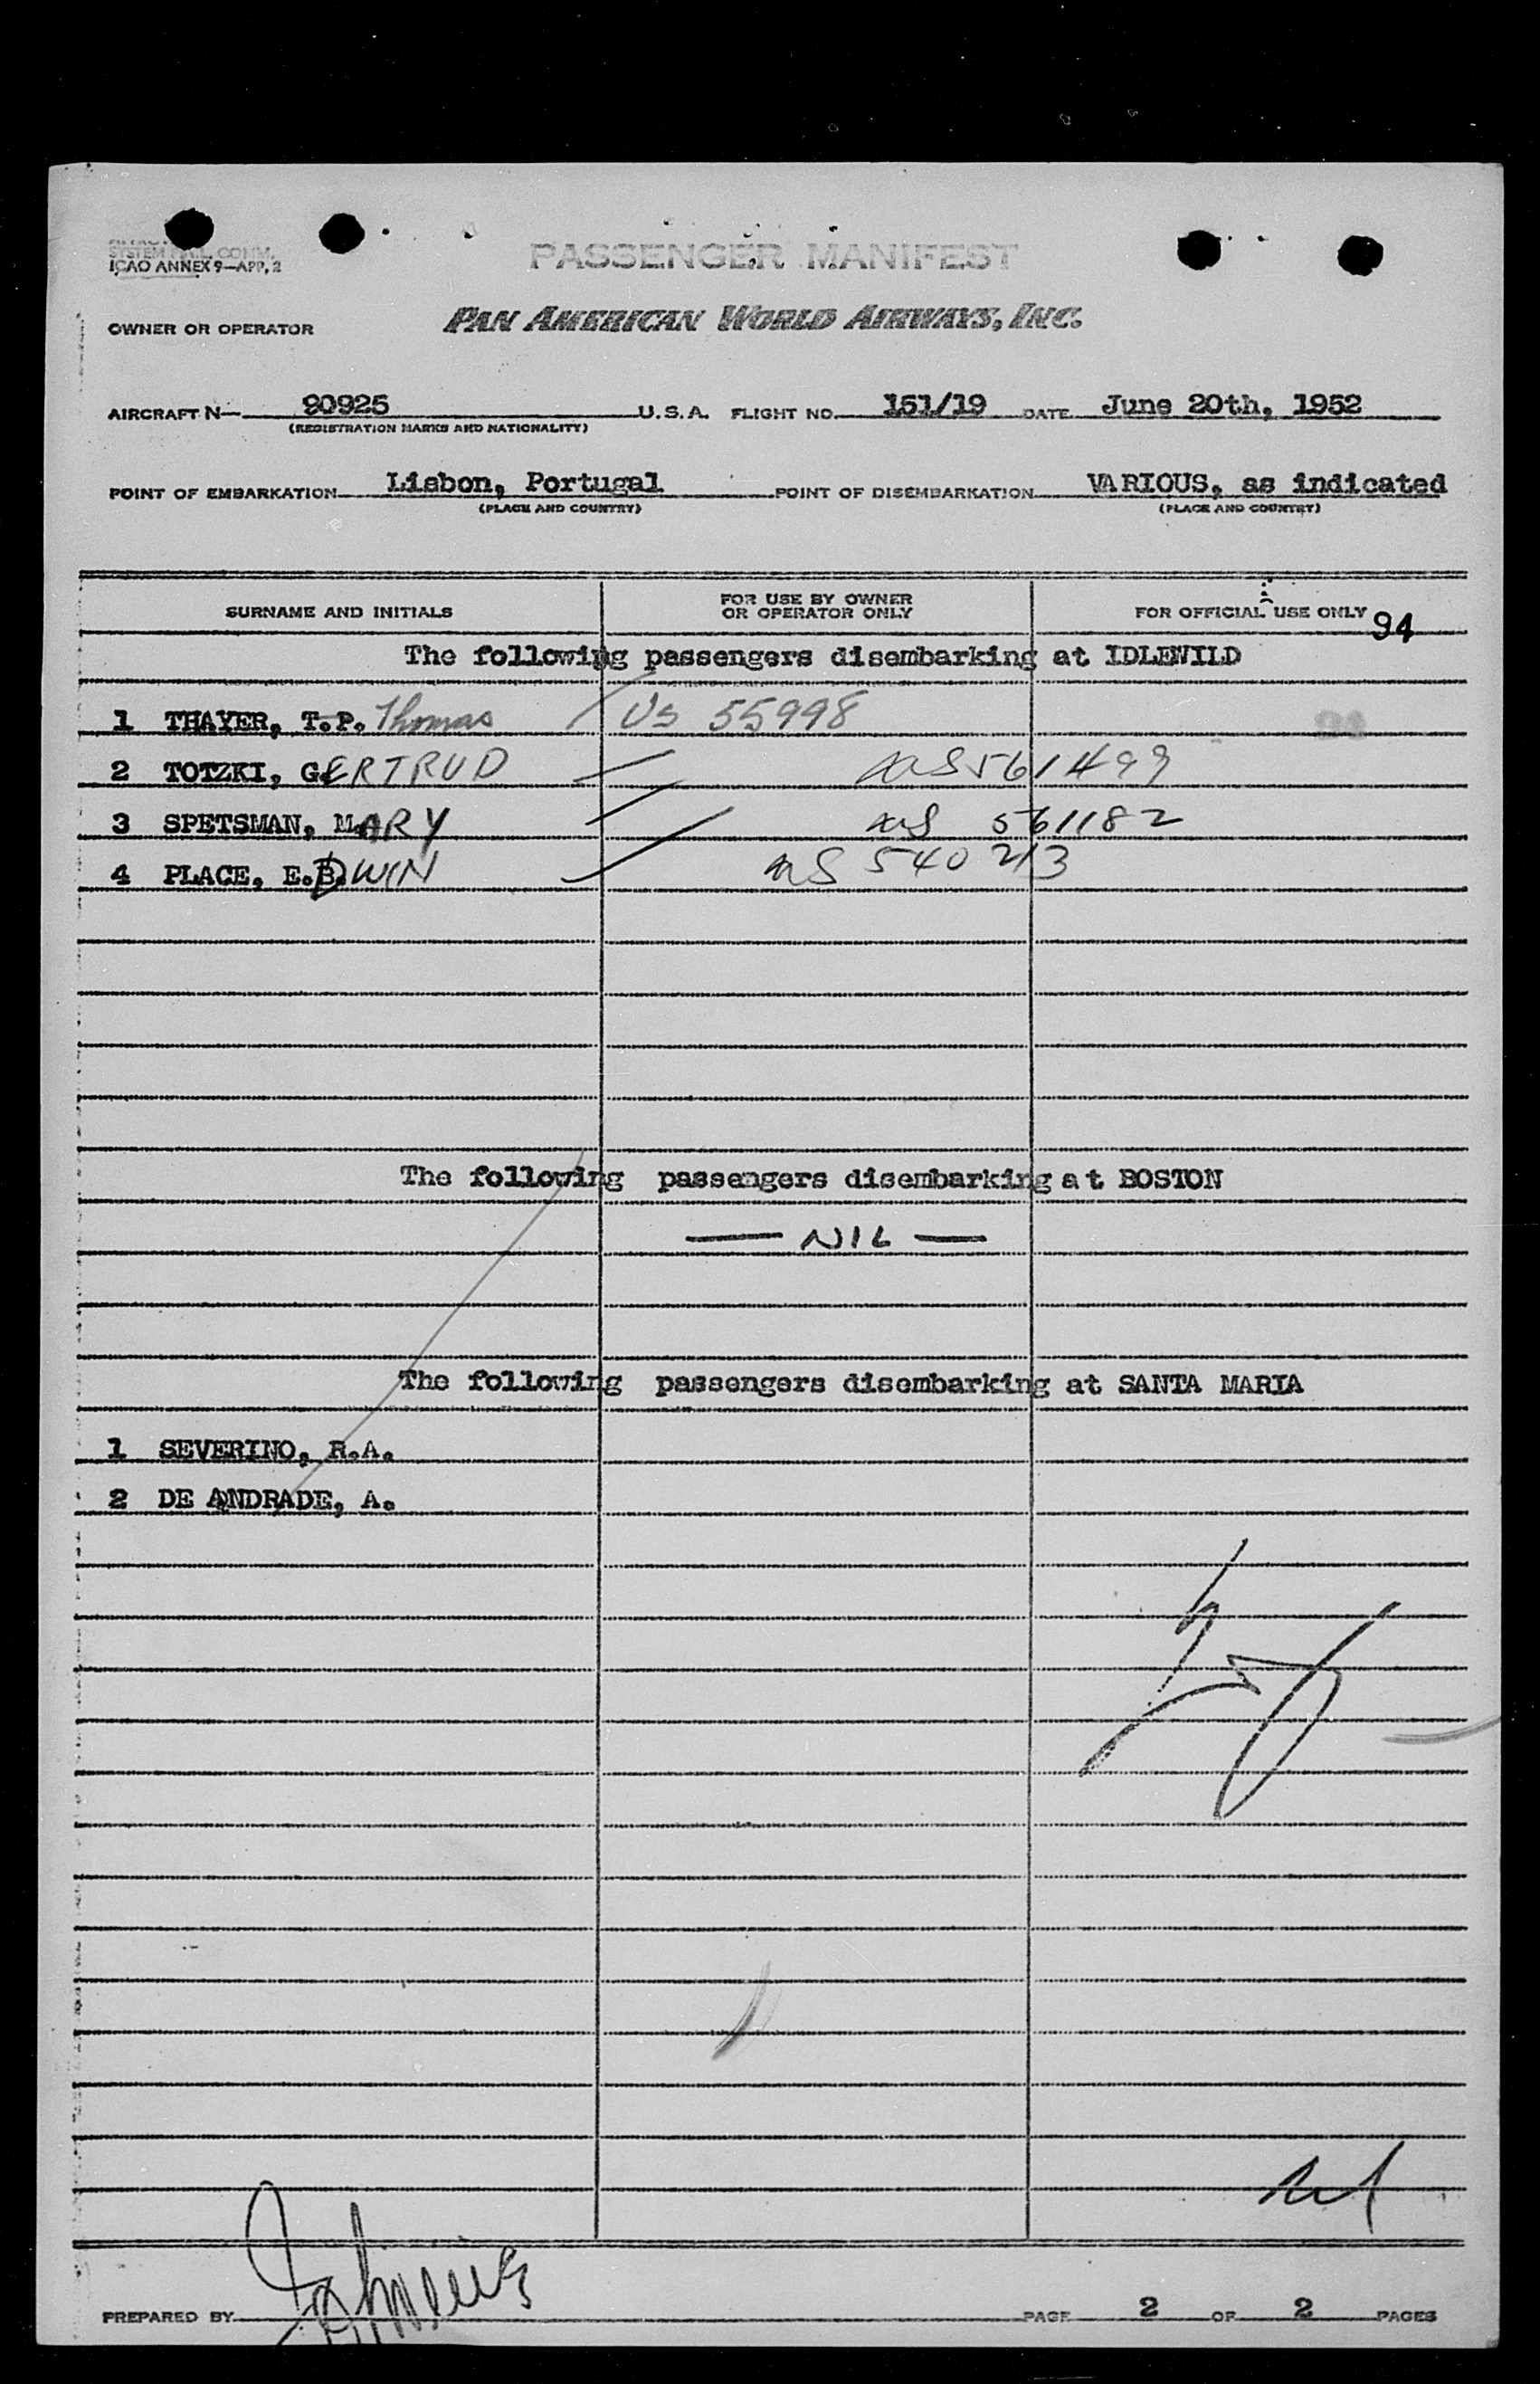 SYSTEM MAIL COMM.
ICAO ANNEX 9—APP. 2
PASSENGER MANIFEST
OWNER OR OPERATOR PAN AMERICAN WORLD AIRWAYS, INC.
AIRCRAFT N— 90925 U.S.A. FLIGHT NO. 151/19 DATE June 20th, 1952
(REGISTRATION MARKS AND NATIONALITY)
POINT OF EMBARKATION Lisbon, Portugal POINT OF DISEMBARKATION VARIOUS, as indicated
(PLACE AND COUNTRY) (PLACE AND COUNTRY)
SURNAME AND INITIALS FOR USE BY OWNER OR OPERATOR ONLY FOR OFFICIAL USE ONLY 94
The following passengers disembarking at IDLEWILD
1 THAYER, T.P. Thomas US 55998
2 TOTZKI, GERTRUD 561499
3 SPETSMAN, MARY 561182
4 PLACE, E.DWIN 540213
The following passengers disembarking at BOSTON
— NIL —
The following passengers disembarking at SANTA MARIA
1 SEVERINO, R.A.
2 DE ANDRADE, A.
PREPARED BY PAGE 2 OF 2 PAGES